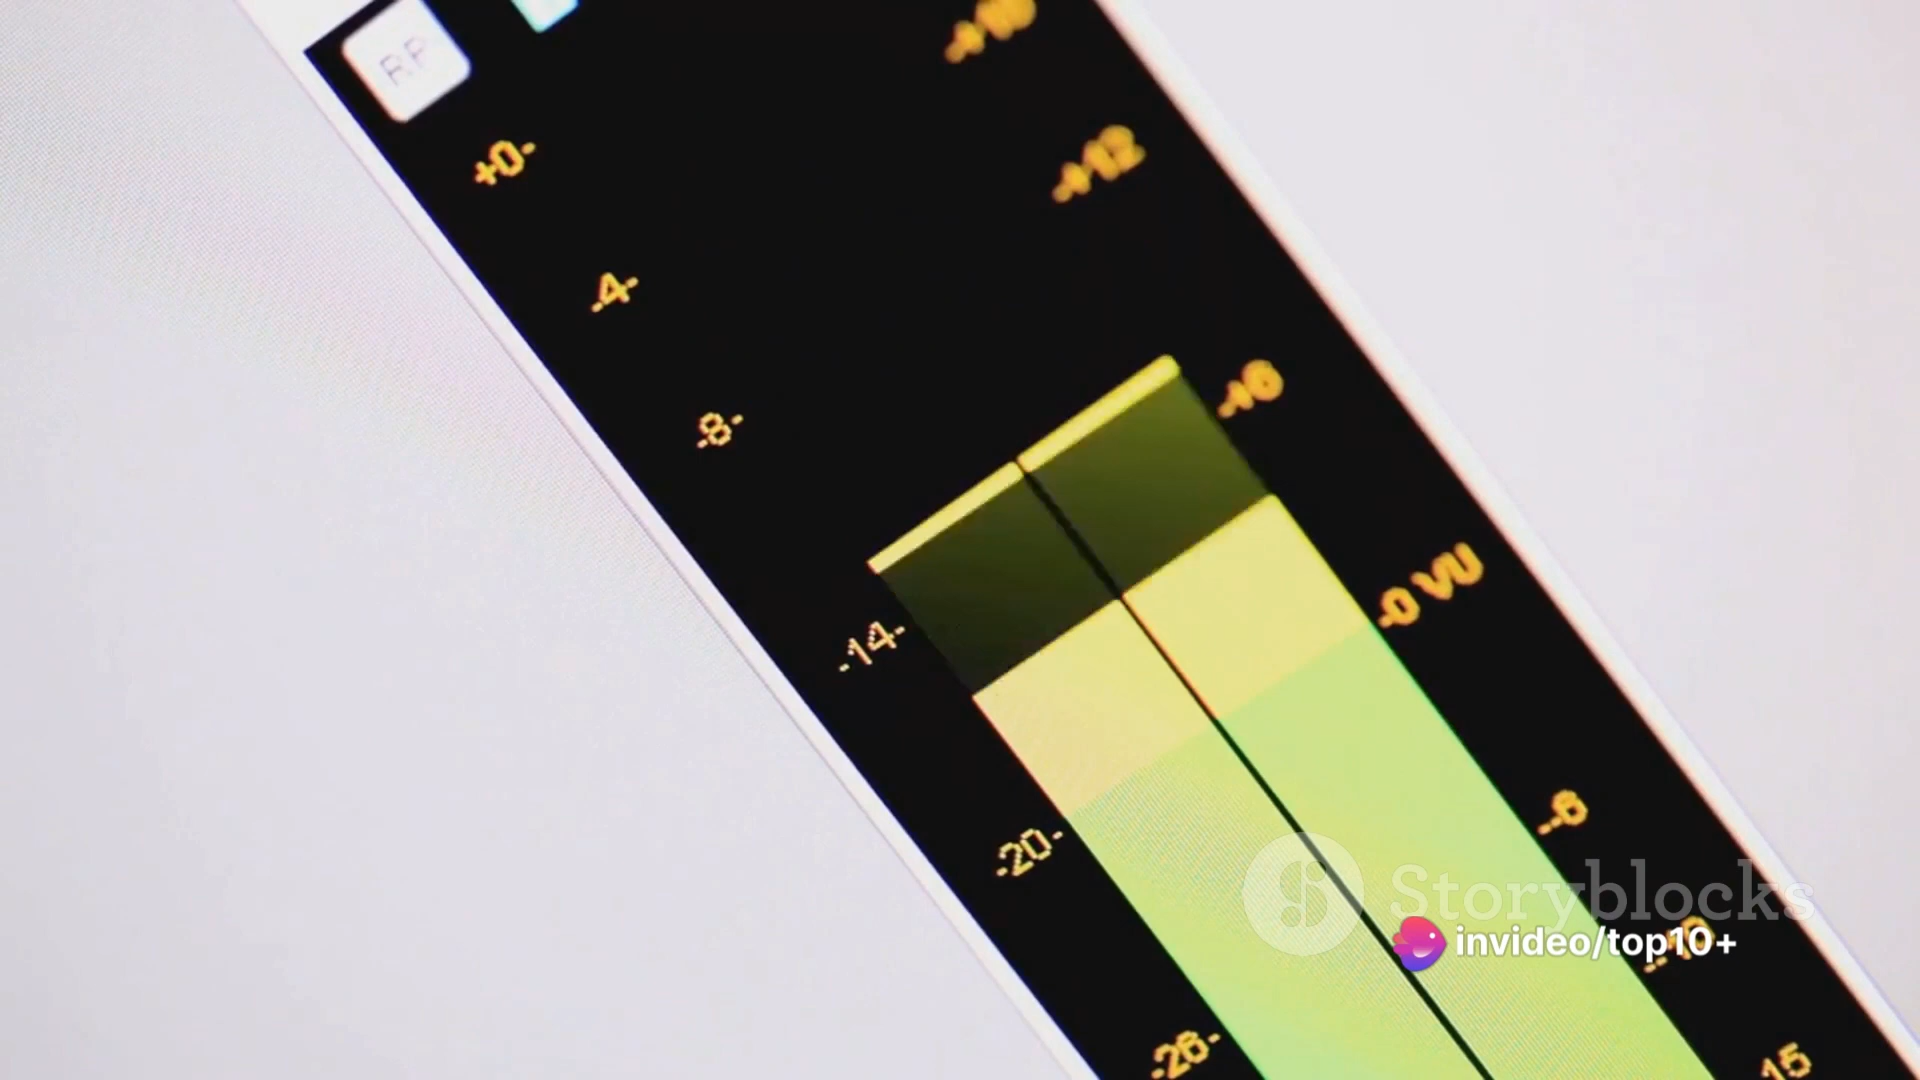 RP
+0-
-4-
-8-
-14-
-20-
-26-
-+12
-+6
-0 VU
--6
15
Storyblocks
invideo/top10+